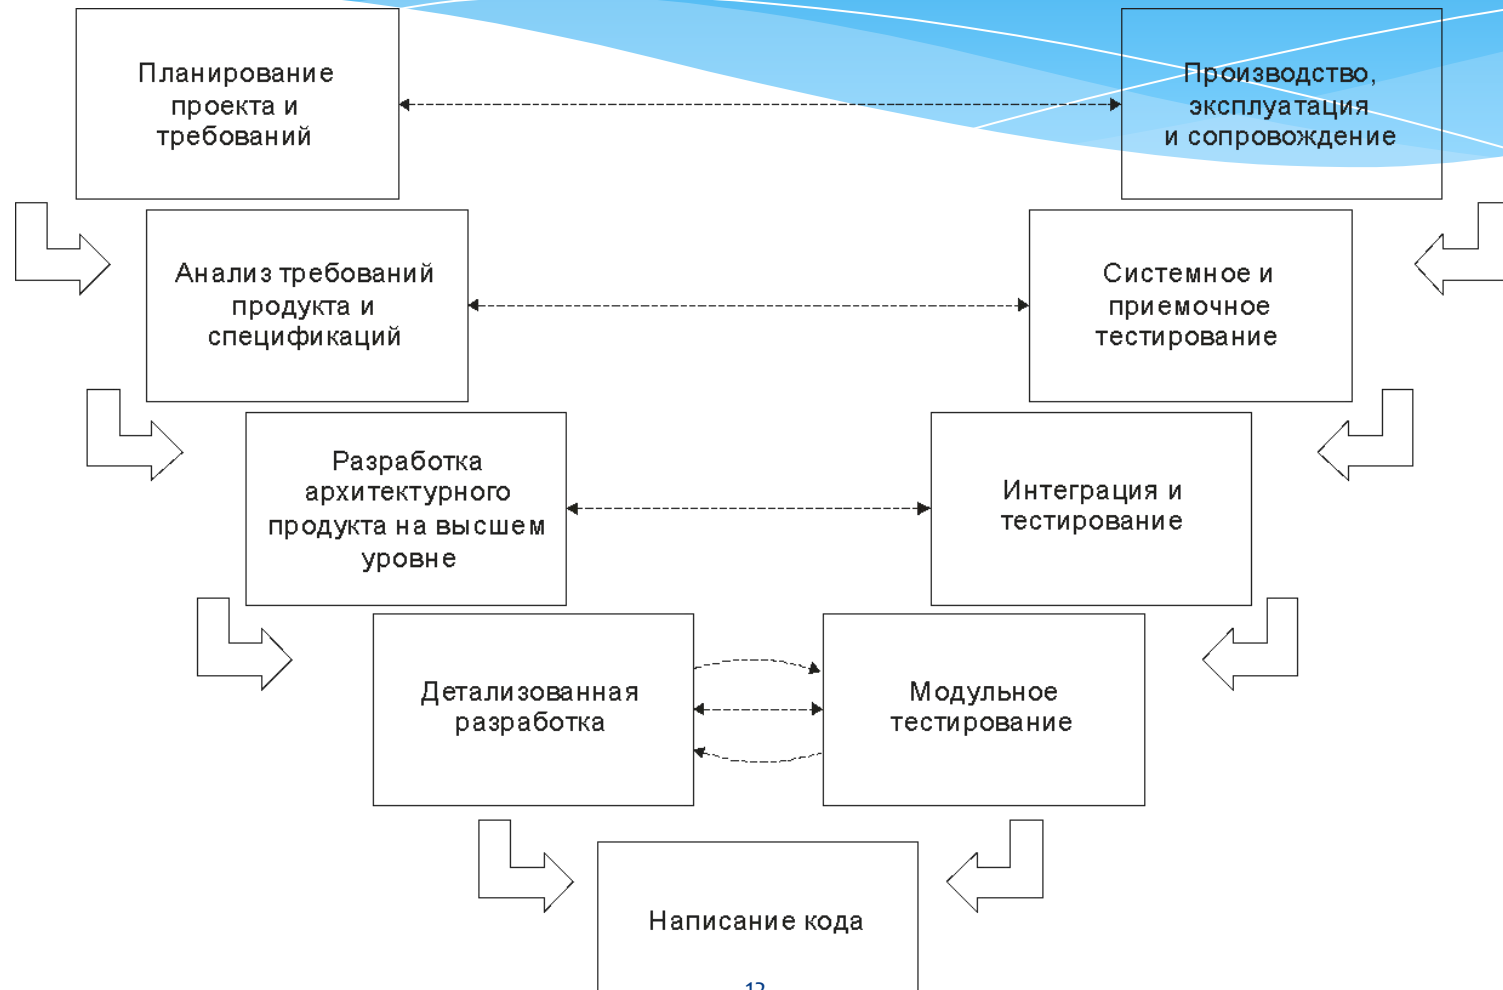 Планирование
проекта и
требований
Производство,
эксплуатация
и сопровождение
Анализ требований
продукта и
спецификаций
Системное и
приемочное
тестирование
Разработка
архитектурного
продукта на высшем
уровне
Интеграция и
тестирование
Детализованная
разработка
Модульное
тестирование
Написание кода